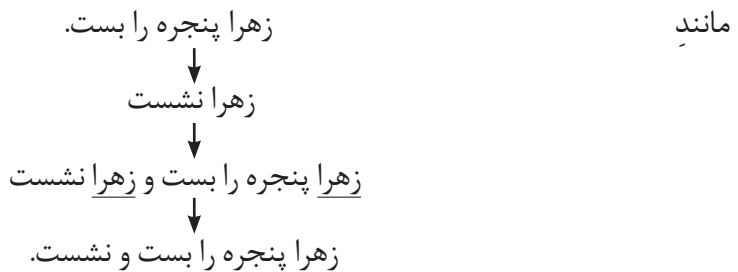 مانندِ
زهرا پنجره را بست.
زهرا نشست
زهرا پنجره را بست و زهرا نشست
زهرا پنجره را بست و نشست.